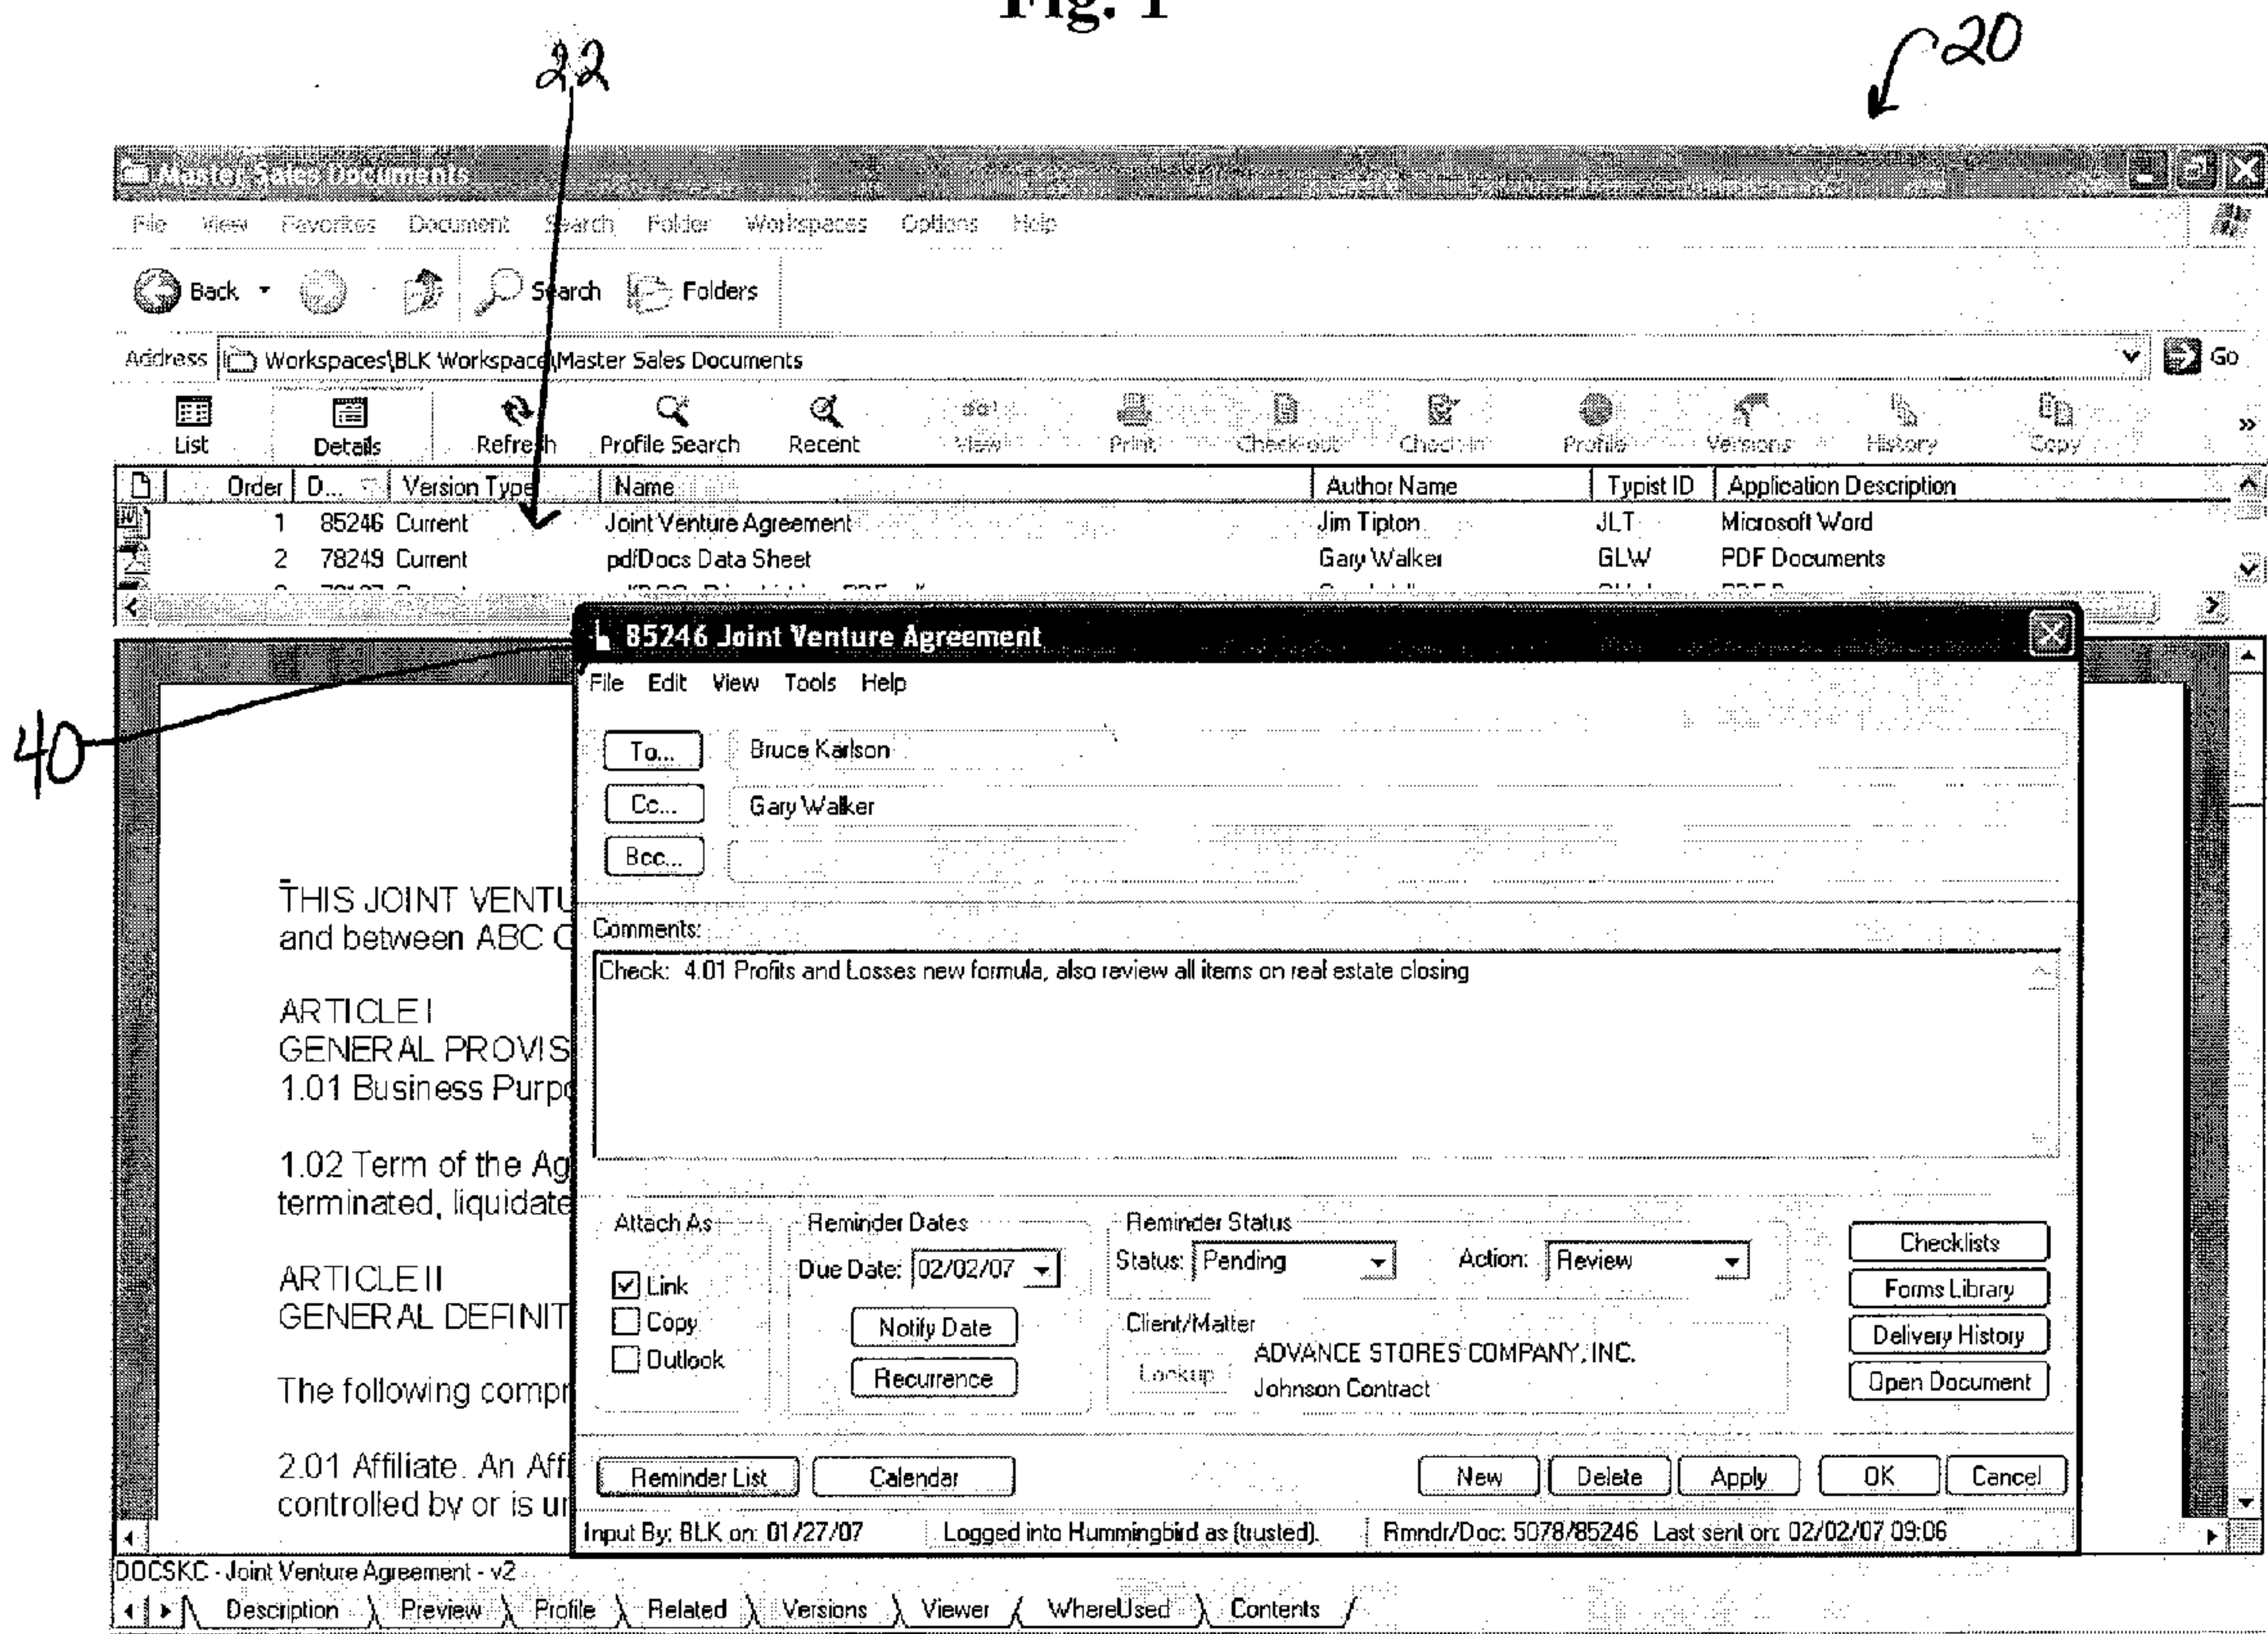 Fig. 1
22
20
Master Sales Documents
File View Favorites Document Search Folder Workspaces Options Help
Back Search Folders
Address Workspaces\BLK Workspace\Master Sales Documents Go
List Details Refresh Profile Search Recent View Print Check-out Check-in Profile Versions History Copy »
Order D... Version Type Name Author Name Typist ID Application Description
1 85246 Current Joint Venture Agreement Jim Tipton JLT Microsoft Word
2 78249 Current pdfDocs Data Sheet Gary Walker GLW PDF Documents
40
85246 Joint Venture Agreement
File Edit View Tools Help
To... Bruce Karlson
Cc... Gary Walker
Bcc...
Comments:
Check: 4.01 Profits and Losses new formula, also review all items on real estate closing
THIS JOINT VENTU
and between ABC C
ARTICLE I
GENERAL PROVIS
1.01 Business Purpo
1.02 Term of the Ag
terminated, liquidate
ARTICLE II
GENERAL DEFINIT
The following compr
2.01 Affiliate. An Aff
controlled by or is un
Attach As Reminder Dates Reminder Status
Due Date: 02/02/07 Status: Pending Action: Review Checklists
Link Forms Library
Copy Notify Date Client/Matter Delivery History
Outlook Recurrence Lookup ADVANCE STORES COMPANY, INC.
Johnson Contract Open Document
Reminder List Calendar New Delete Apply OK Cancel
Input By: BLK on: 01/27/07 Logged into Hummingbird as (trusted). Rmndr/Doc: 5078/85246 Last sent on: 02/02/07 09:06
DOCSKC - Joint Venture Agreement - v2
Description Preview Profile Related Versions Viewer WhereUsed Contents